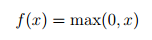 f(x) = max(0, x)